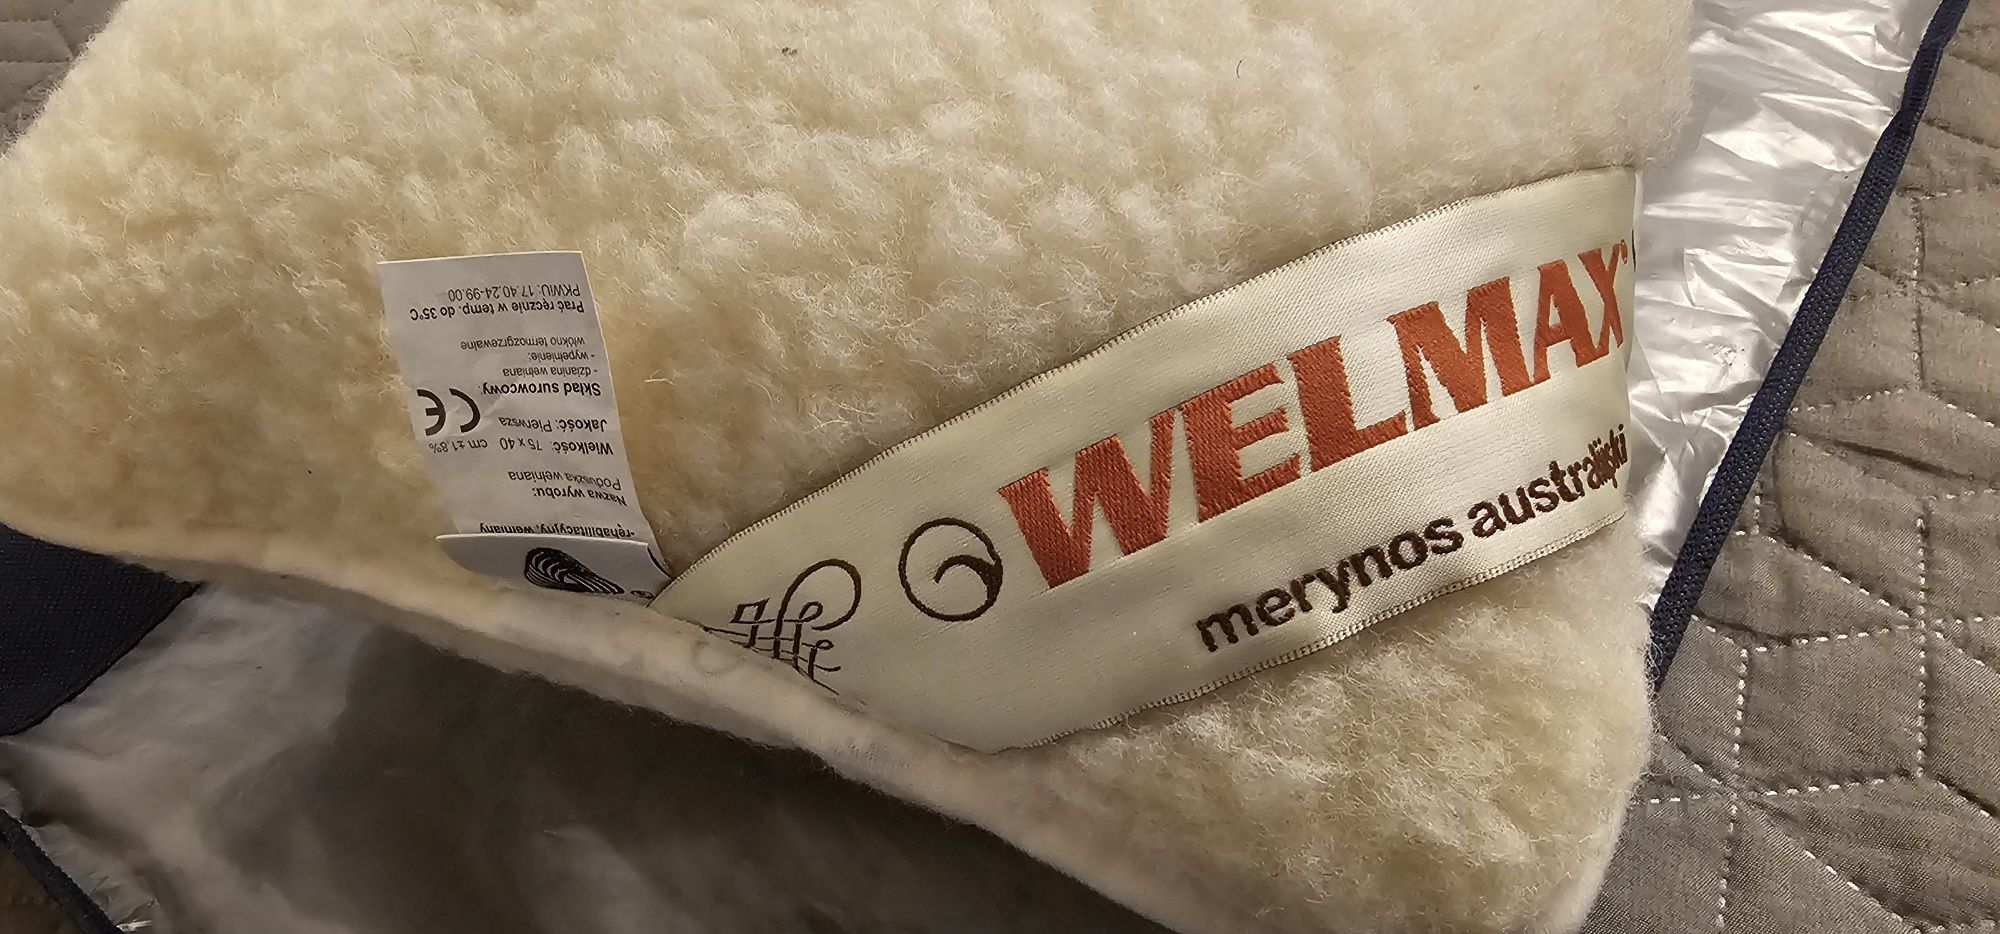 WELMAX
merynos australijski
-rehabilitacyjny, wełniany
Nazwa wyrobu:
Poduszka wełniana
Wielkość: 75 x 40 cm ±1,8%
Jakość: Pierwsza
CE
Skład surowcowy:
- dzianina wełniana
- wypełnienie:
włókno termozgrzewalne
Prać ręcznie w temp. do 35°C
PKWiU: 17.40.24-99.00